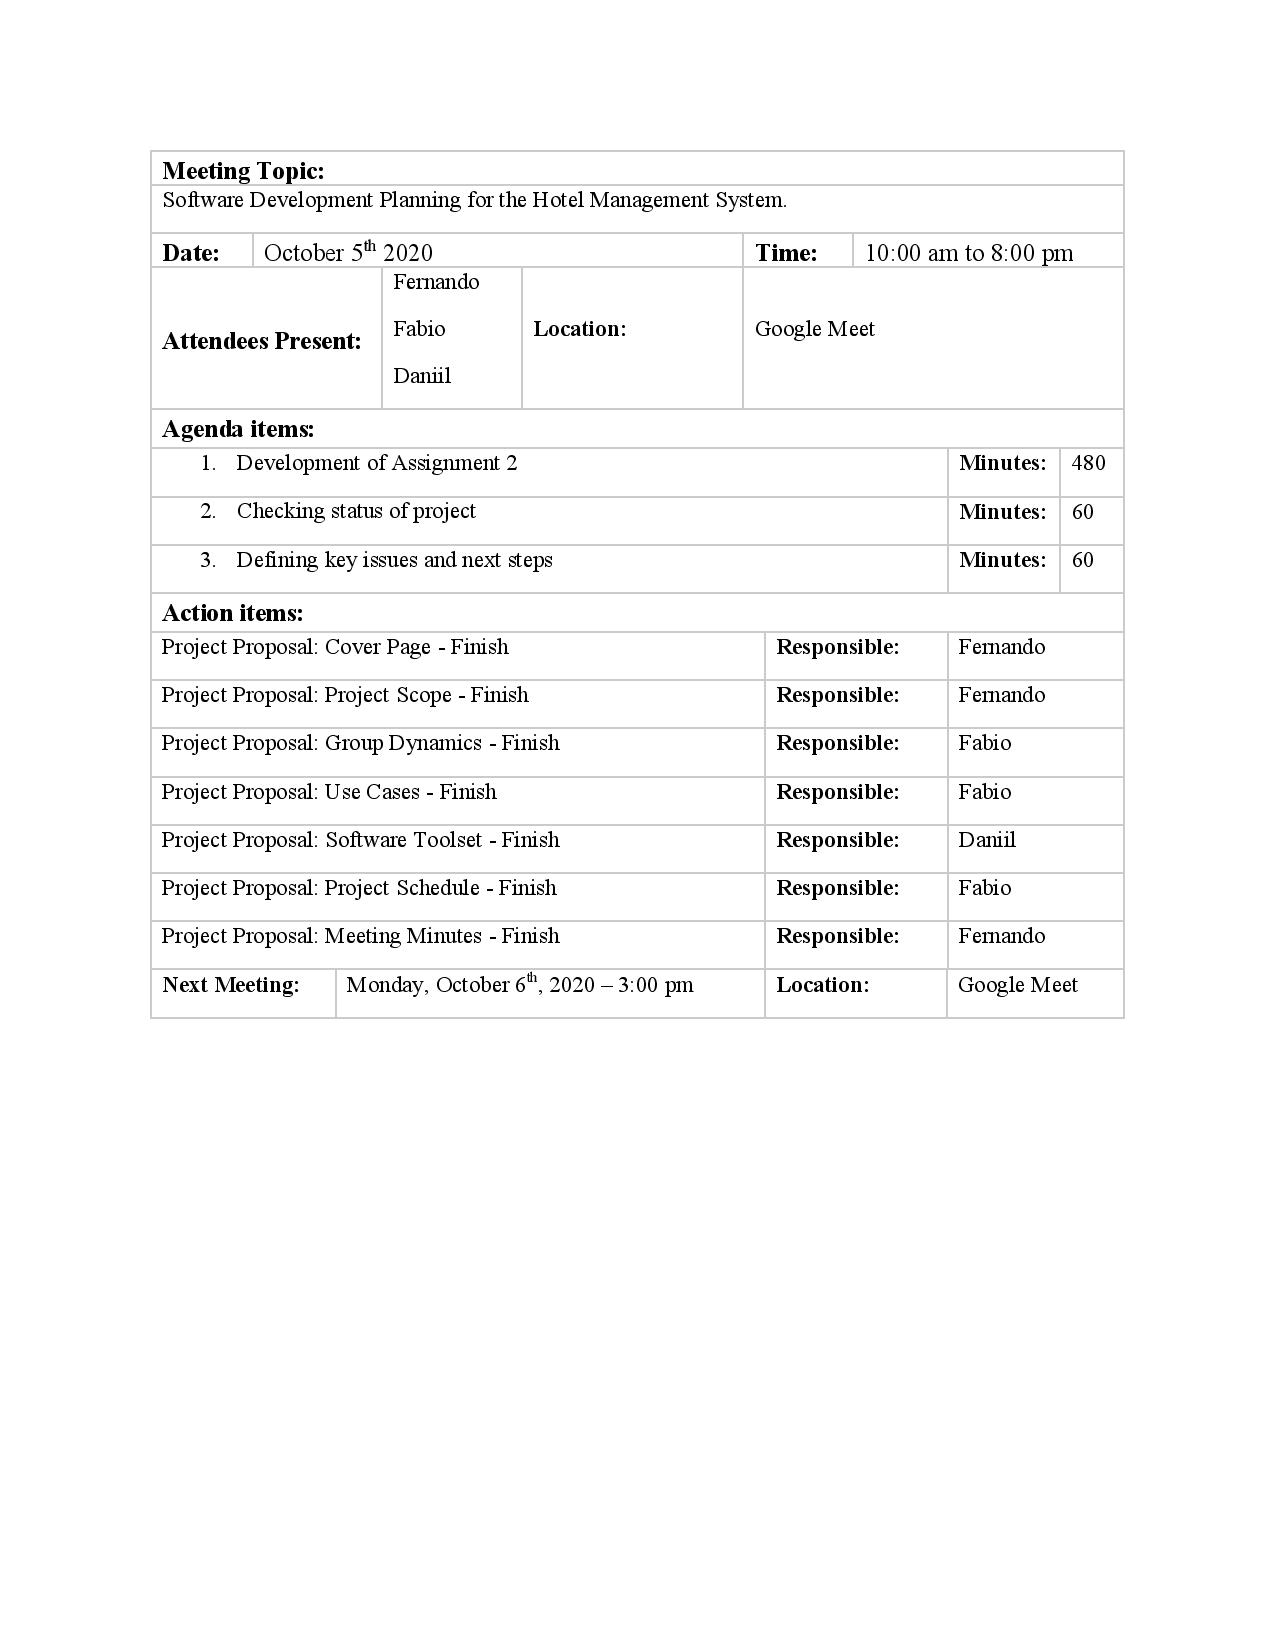 Meeting Topic:
Software Development Planning for the Hotel Management System.
Date: October 5th 2020 Time: 10:00 am to 8:00 pm
Attendees Present:
Fernando
Fabio
Daniil
Location: Google Meet
Agenda items:
1. Development of Assignment 2 Minutes: 480
2. Checking status of project Minutes: 60
3. Defining key issues and next steps Minutes: 60
Action items:
Project Proposal: Cover Page - Finish Responsible: Fernando
Project Proposal: Project Scope - Finish Responsible: Fernando
Project Proposal: Group Dynamics - Finish Responsible: Fabio
Project Proposal: Use Cases - Finish Responsible: Fabio
Project Proposal: Software Toolset - Finish Responsible: Daniil
Project Proposal: Project Schedule - Finish Responsible: Fabio
Project Proposal: Meeting Minutes - Finish Responsible: Fernando
Next Meeting: Monday, October 6th, 2020 – 3:00 pm Location: Google Meet